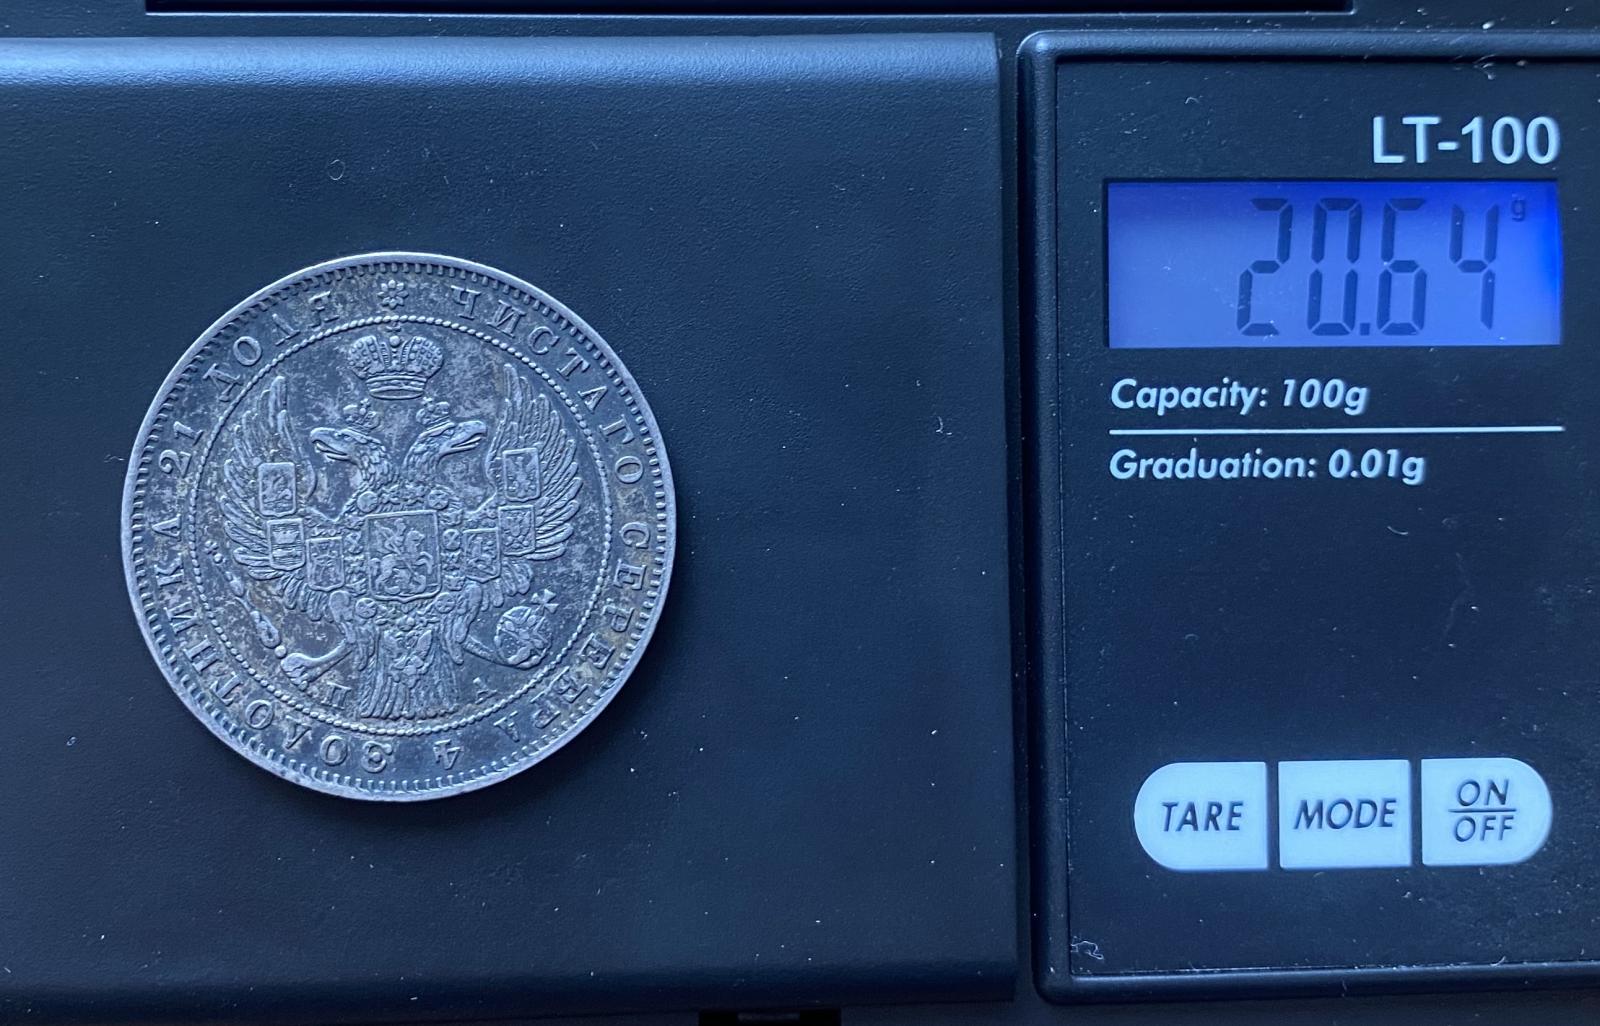 ЧИСТАГО СЕРЕБРА 4 ЗОЛОТНИКА 21 ДОЛЯ
П А
LT-100
20.64 g
Capacity: 100g
Graduation: 0.01g
TARE
MODE
ON
OFF